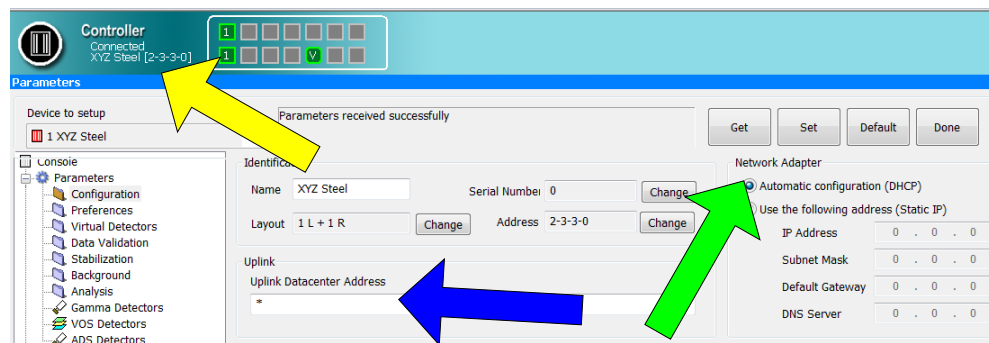 Controller
Connected
XYZ Steel [2-3-3-0]
1
1 V
Parameters
Device to setup
Parameters received successfully
1 XYZ Steel
Get Set Default Done
Console
Parameters
Configuration
Preferences
Virtual Detectors
Data Validation
Stabilization
Background
Analysis
Gamma Detectors
VOS Detectors
ADS Detectors
Name XYZ Steel Serial Number 0 Change
Layout 1 L + 1 R Change Address 2-3-3-0 Change
Uplink
Uplink Datacenter Address
*
Network Adapter
Automatic configuration (DHCP)
Use the following address (Static IP)
IP Address 0 . 0 . 0
Subnet Mask 0 . 0 . 0
Default Gateway 0 . 0 . 0
DNS Server 0 . 0 . 0